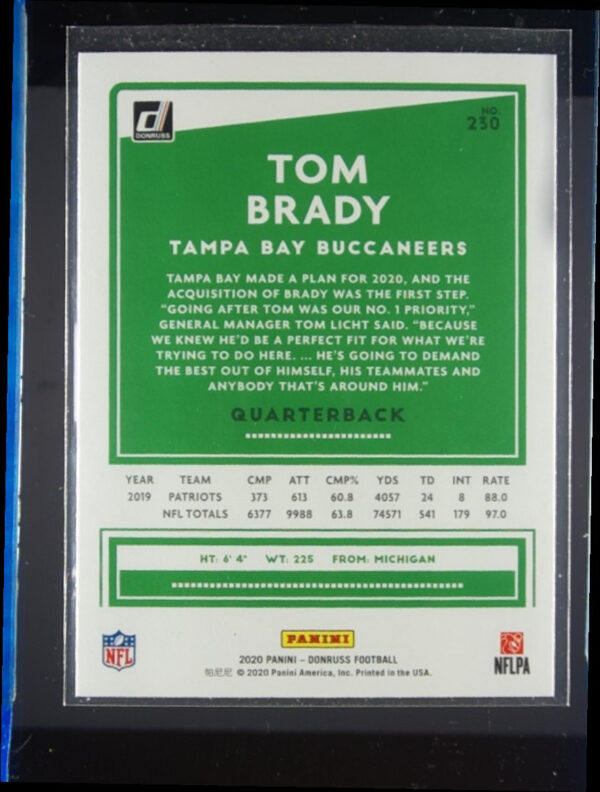 DONRUSS
NO.
230
TOM
BRADY
TAMPA BAY BUCCANEERS
TAMPA BAY MADE A PLAN FOR 2020, AND THE
ACQUISITION OF BRADY WAS THE FIRST STEP.
"GOING AFTER TOM WAS OUR NO. 1 PRIORITY,"
GENERAL MANAGER TOM LICHT SAID. "BECAUSE
WE KNEW HE'D BE A PERFECT FIT FOR WHAT WE'RE
TRYING TO DO HERE. ... HE'S GOING TO DEMAND
THE BEST OUT OF HIMSELF, HIS TEAMMATES AND
ANYBODY THAT'S AROUND HIM."
QUARTERBACK
YEAR TEAM CMP ATT CMP% YDS TD INT RATE
2019 PATRIOTS 373 613 60.8 4057 24 8 88.0
NFL TOTALS 6377 9988 63.8 74571 541 179 97.0
HT: 6' 4" WT: 225 FROM: MICHIGAN
PANINI
NFL
NFLPA
2020 PANINI – DONRUSS FOOTBALL
帕尼尼 © 2020 Panini America, Inc. Printed in the USA.